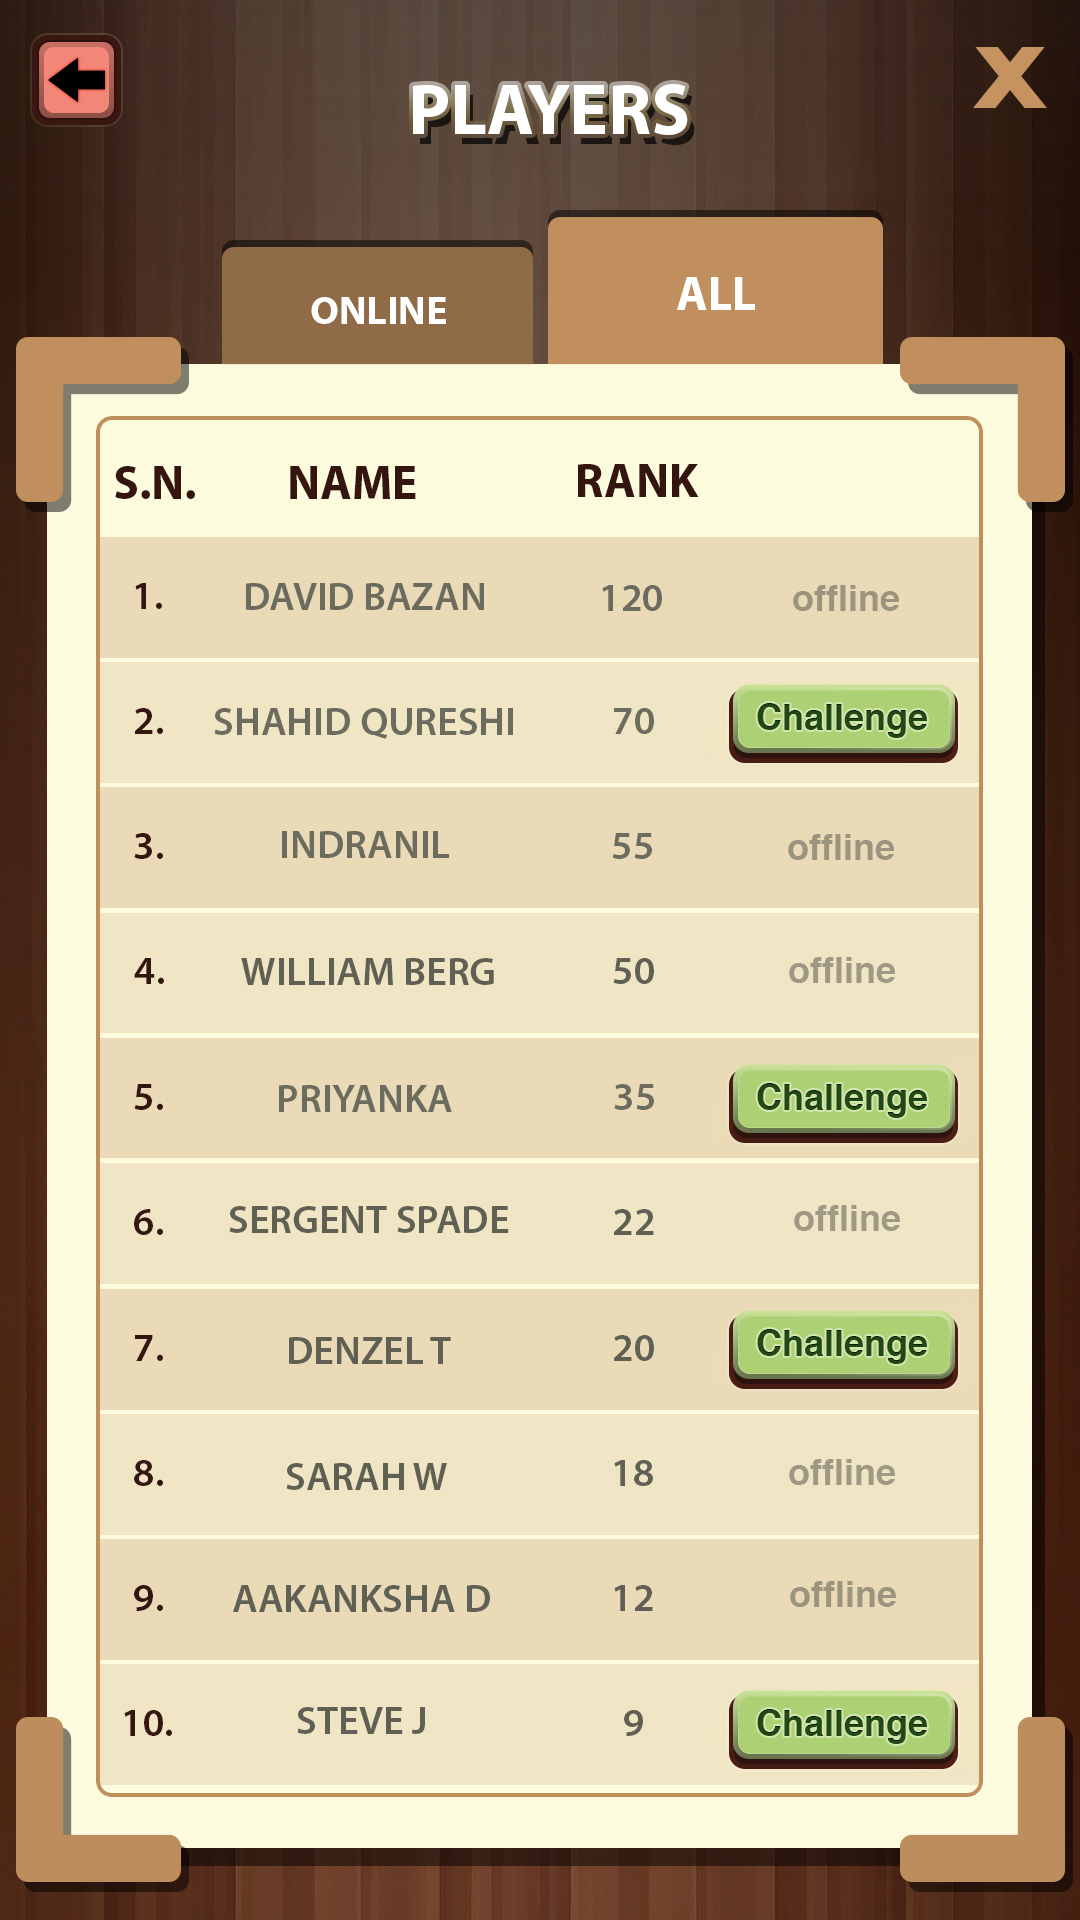 PLAYERS
X
ONLINE
ALL
S.N. NAME RANK
1. DAVID BAZAN 120 offline
2. SHAHID QURESHI 70 Challenge
3. INDRANIL 55 offline
4. WILLIAM BERG 50 offline
5. PRIYANKA 35 Challenge
6. SERGENT SPADE 22 offline
7. DENZEL T 20 Challenge
8. SARAH W 18 offline
9. AAKANKSHA D 12 offline
10. STEVE J 9 Challenge